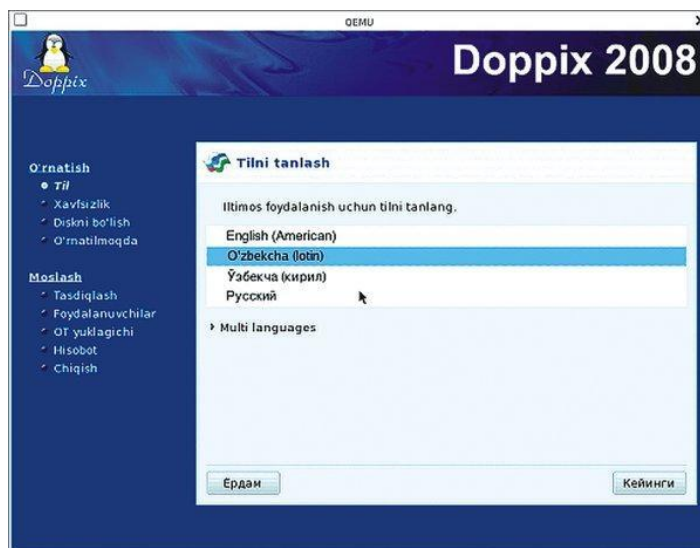 QEMU
Doppix
Doppix 2008
O'rnatish
Til
Xavfsizlik
Diskni bo'lish
O'rnatilmoqda
Moslash
Tasdiqlash
Foydalanuvchilar
OT yuklagichi
Hisobot
Chiqish
Tilni tanlash
Iltimos foydalanish uchun tilni tanlang.
English (American)
O'zbekcha (lotin)
Ўзбекча (кирил)
Русский
Multi languages
Ёрдам
Кейинги